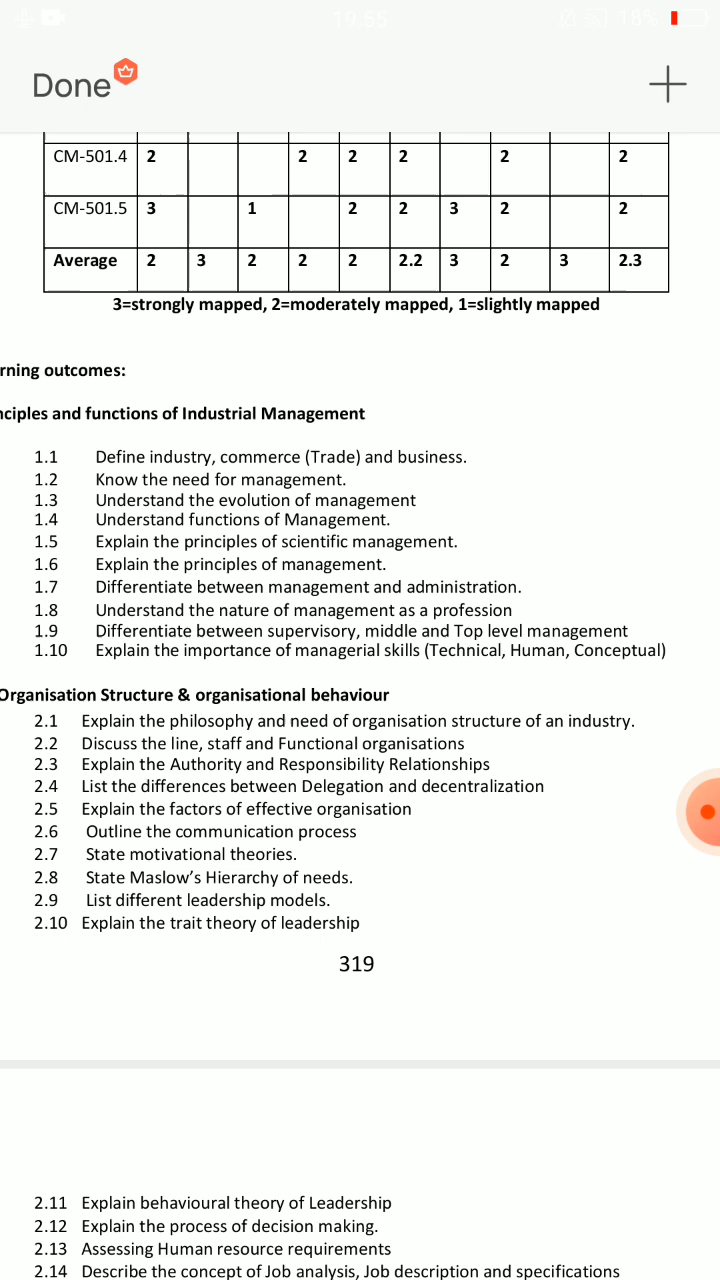 19:55
18%
Done
CM-501.4 2 2 2 2 2 2
CM-501.5 3 1 2 2 3 2 2
Average 2 3 2 2 2 2.2 3 2 3 2.3
3=strongly mapped, 2=moderately mapped, 1=slightly mapped
rning outcomes:
nciples and functions of Industrial Management
1.1 Define industry, commerce (Trade) and business.
1.2 Know the need for management.
1.3 Understand the evolution of management
1.4 Understand functions of Management.
1.5 Explain the principles of scientific management.
1.6 Explain the principles of management.
1.7 Differentiate between management and administration.
1.8 Understand the nature of management as a profession
1.9 Differentiate between supervisory, middle and Top level management
1.10 Explain the importance of managerial skills (Technical, Human, Conceptual)
Organisation Structure & organisational behaviour
2.1 Explain the philosophy and need of organisation structure of an industry.
2.2 Discuss the line, staff and Functional organisations
2.3 Explain the Authority and Responsibility Relationships
2.4 List the differences between Delegation and decentralization
2.5 Explain the factors of effective organisation
2.6 Outline the communication process
2.7 State motivational theories.
2.8 State Maslow's Hierarchy of needs.
2.9 List different leadership models.
2.10 Explain the trait theory of leadership
319
2.11 Explain behavioural theory of Leadership
2.12 Explain the process of decision making.
2.13 Assessing Human resource requirements
2.14 Describe the concept of Job analysis, Job description and specifications